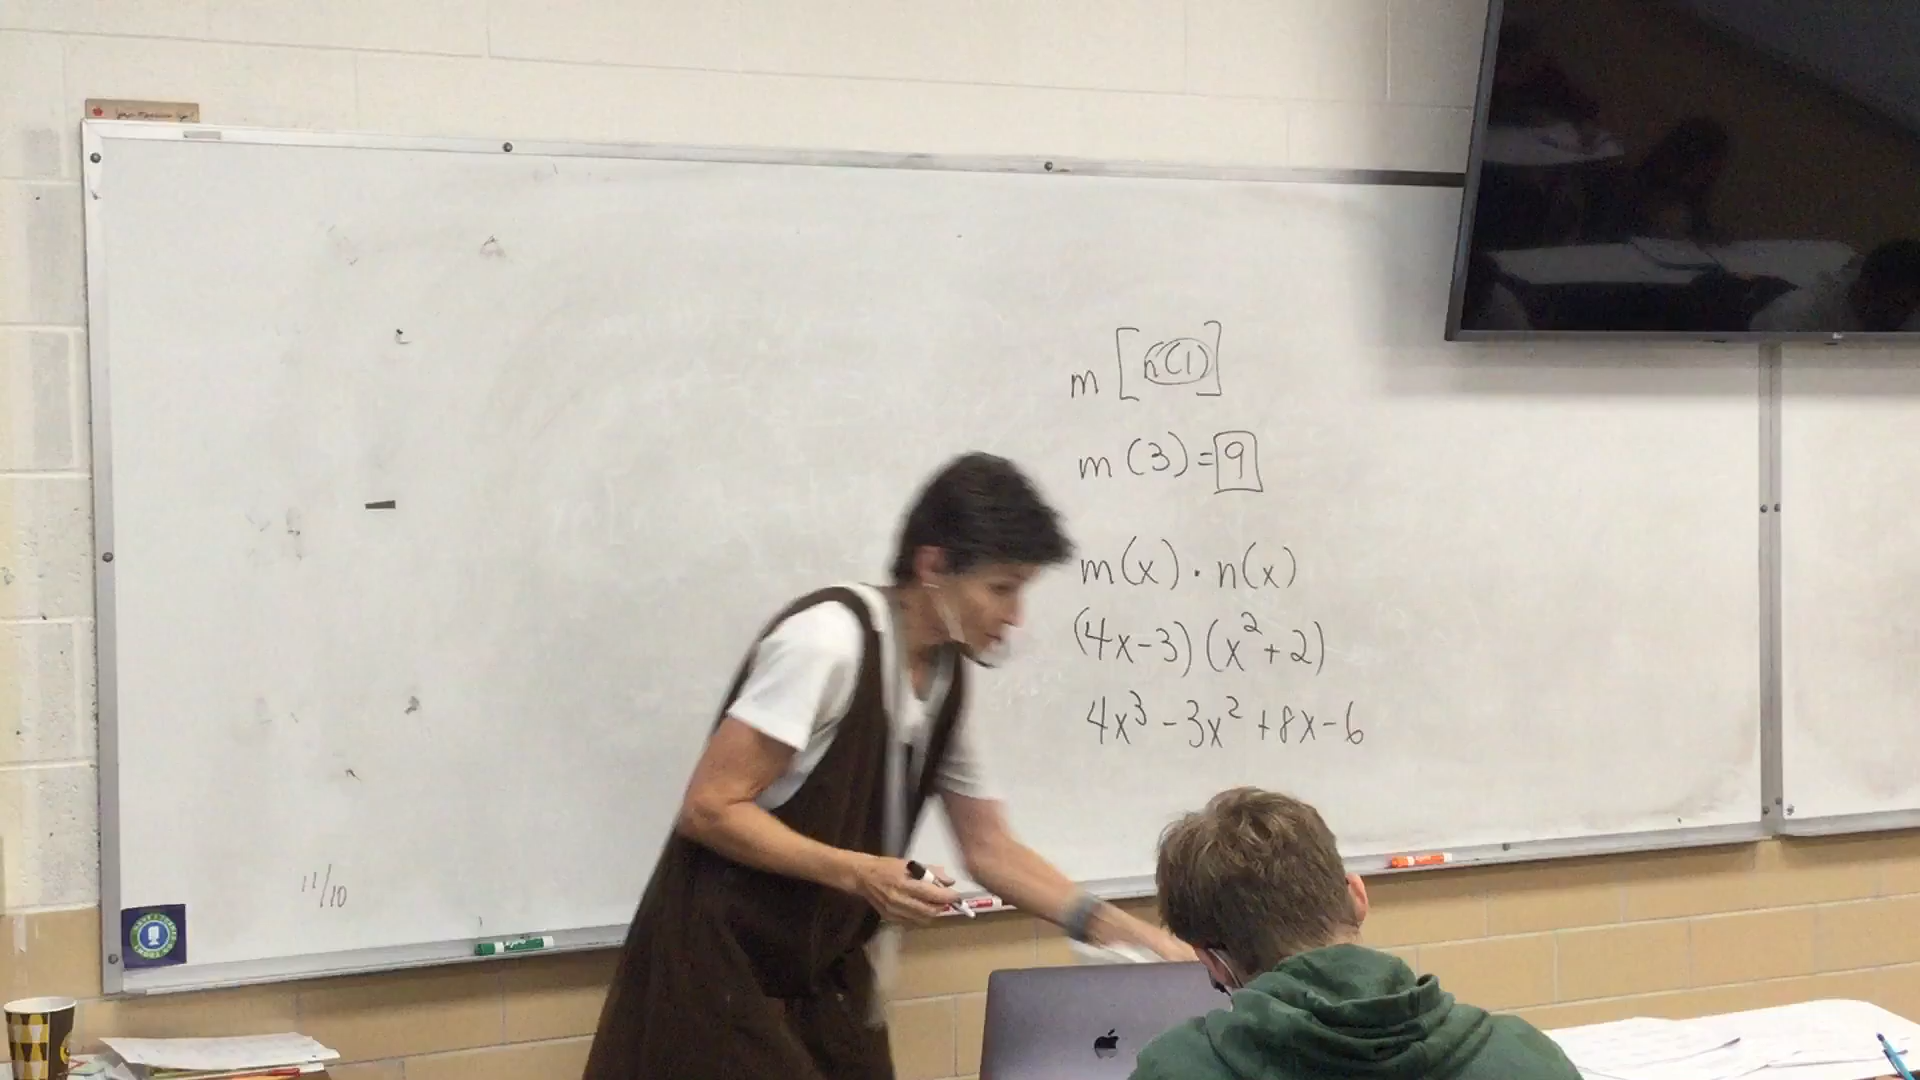 m [n(1)]
m(3)=9
m(x)·n(x)
(4x-3)(x²+2)
4x³-3x²+8x-6
11/10